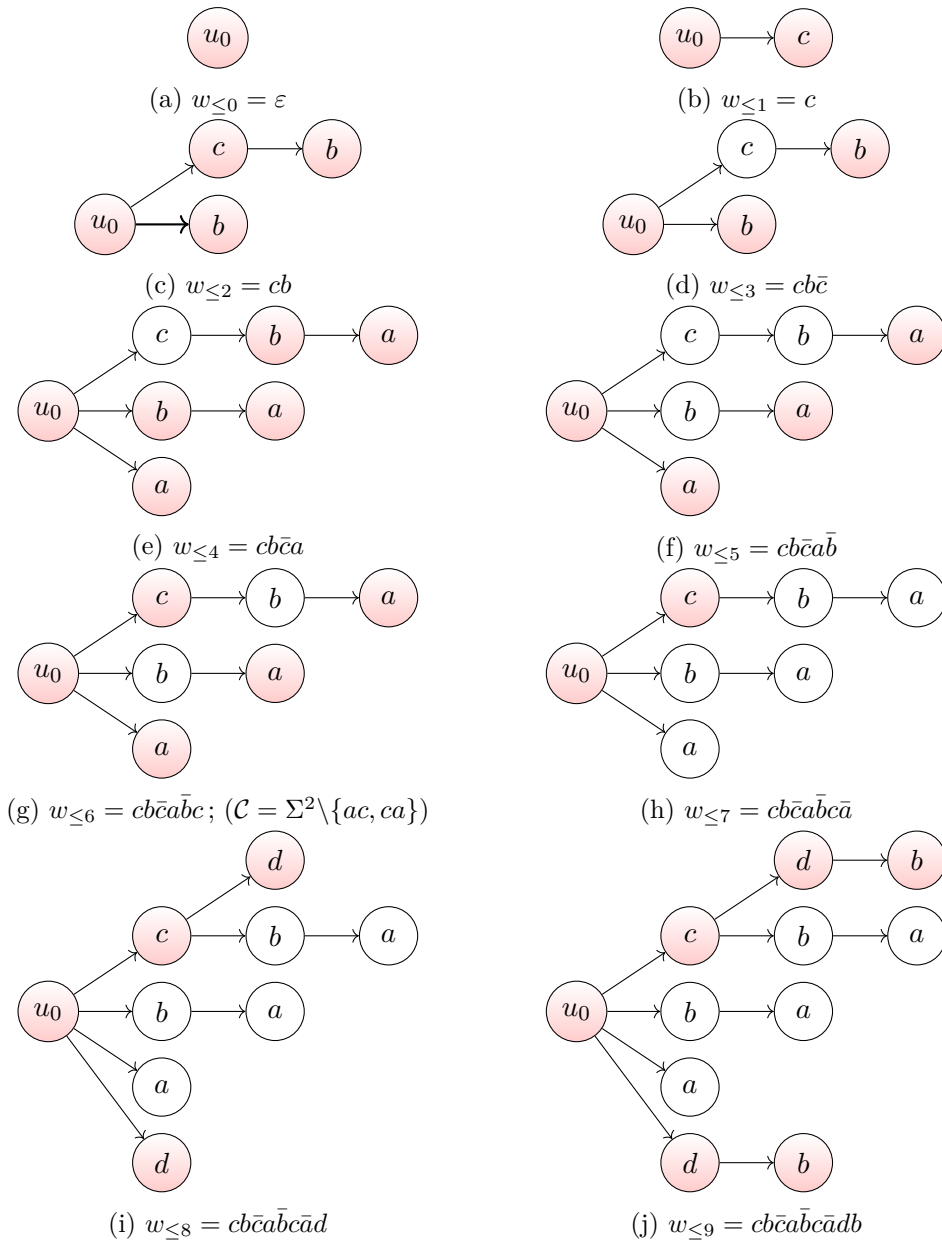 u₀
u₀ c
(a) w≤0 = ε
(b) w≤1 = c
c b
u₀ b
c b
u₀ b
(c) w≤2 = cb
(d) w≤3 = cbc̄
c b a
u₀ b a
a
c b a
u₀ b a
a
(e) w≤4 = cbc̄a
(f) w≤5 = cbc̄ab̄
c b a
u₀ b a
a
c b a
u₀ b a
a
(g) w≤6 = cbc̄ab̄c ; (𝒞 = Σ²\{ac, ca})
(h) w≤7 = cbc̄ab̄cā
d
c b a
u₀ b a
a
d
d b
c b a
u₀ b a
a
d b
(i) w≤8 = cbc̄ab̄cād
(j) w≤9 = cbc̄ab̄cādb